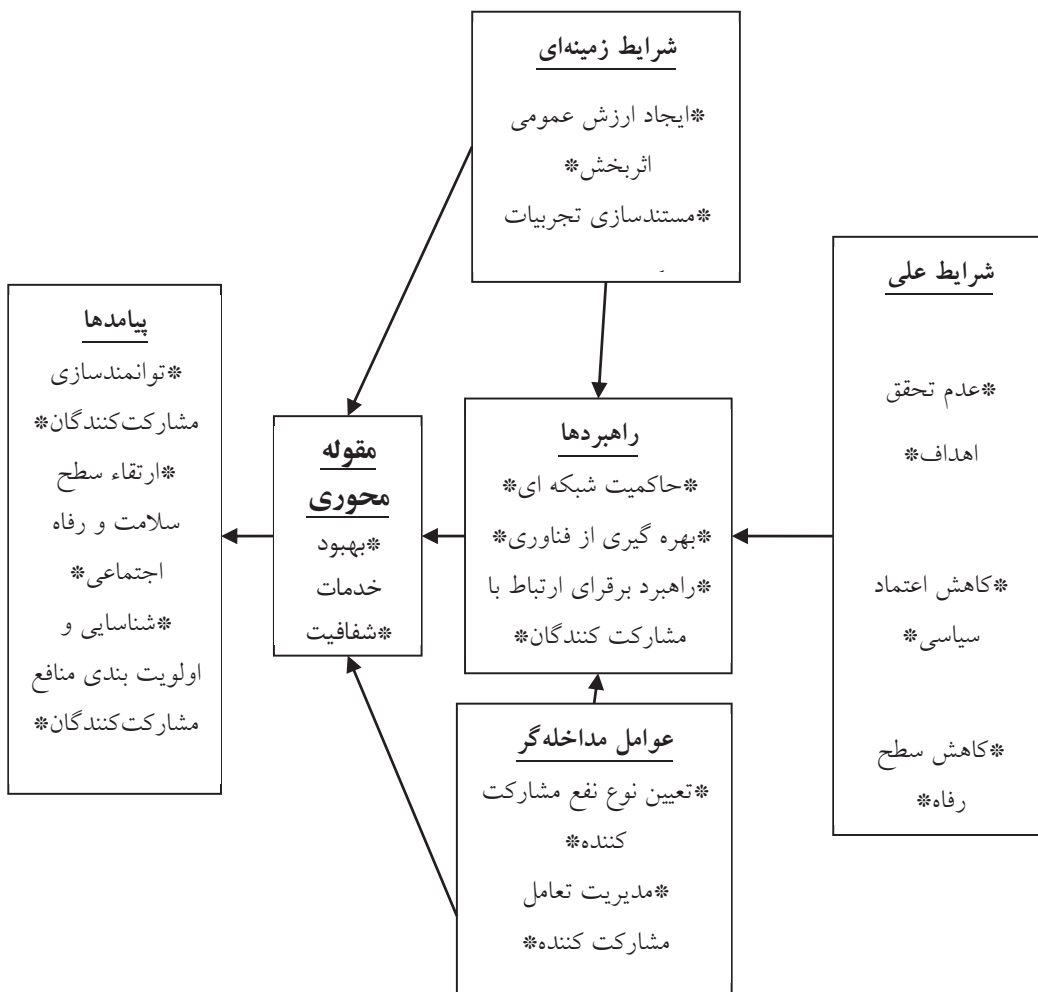 شرایط زمینه‌ای
*ایجاد ارزش عمومی
اثربخش*
*مستندسازی تجربیات
شرایط علی
*عدم تحقق
اهداف*
*کاهش اعتماد
سیاسی*
*کاهش سطح
رفاه*
راهبردها
*حاکمیت شبکه ای*
*بهره گیری از فناوری*
*راهبرد برقرای ارتباط با
مشارکت کنندگان*
عوامل مداخله‌گر
*تعیین نوع نفع مشارکت
کننده*
*مدیریت تعامل
مشارکت کننده*
مقوله
محوری
*بهبود
خدمات
*شفافیت
پیامدها
*توانمندسازی
مشارکت‌کنندگان*
*ارتقاء سطح
سلامت و رفاه
اجتماعی*
*شناسایی و
اولویت بندی منافع
مشارکت‌کنندگان*